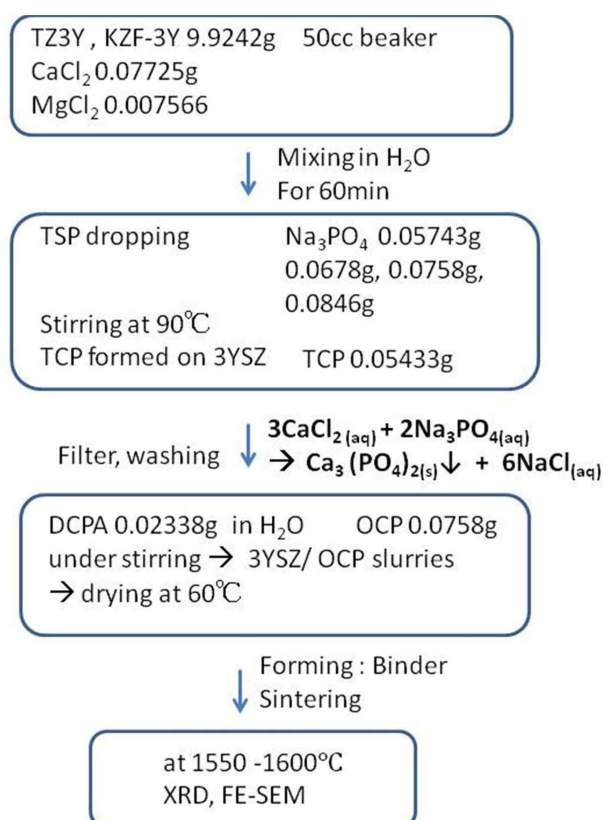 TZ3Y , KZF-3Y 9.9242g 50cc beaker
CaCl₂ 0.07725g
MgCl₂ 0.007566
Mixing in H₂O
For 60min
TSP dropping Na₃PO₄ 0.05743g
0.0678g, 0.0758g,
0.0846g
Stirring at 90℃
TCP formed on 3YSZ TCP 0.05433g
Filter, washing
3CaCl₂ (aq) + 2Na₃PO₄(aq)
→ Ca₃ (PO₄)₂(s)↓ + 6NaCl(aq)
DCPA 0.02338g in H₂O OCP 0.0758g
under stirring → 3YSZ/ OCP slurries
→ drying at 60℃
Forming : Binder
Sintering
at 1550 -1600℃
XRD, FE-SEM